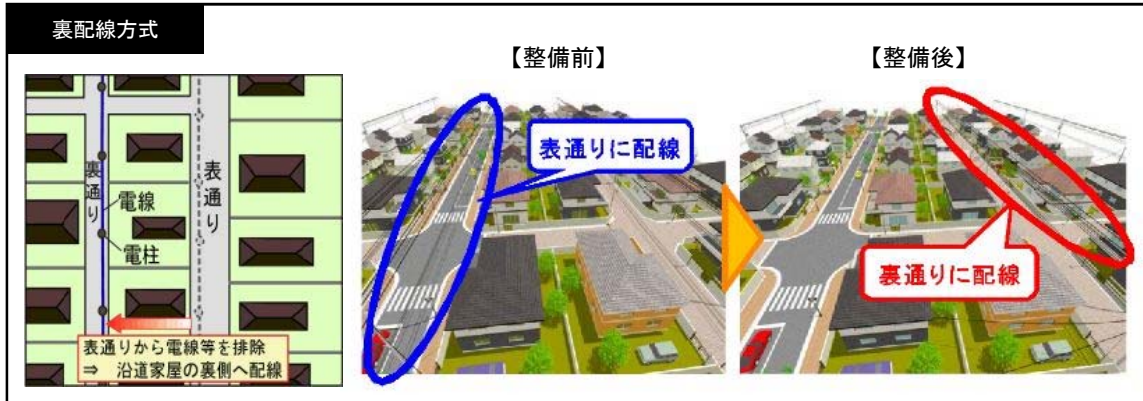 裏配線方式
【整備前】
【整備後】
裏通り
表通り
電線
電柱
表通りから電線等を排除
⇒ 沿道家屋の裏側へ配線
表通りに配線
裏通りに配線